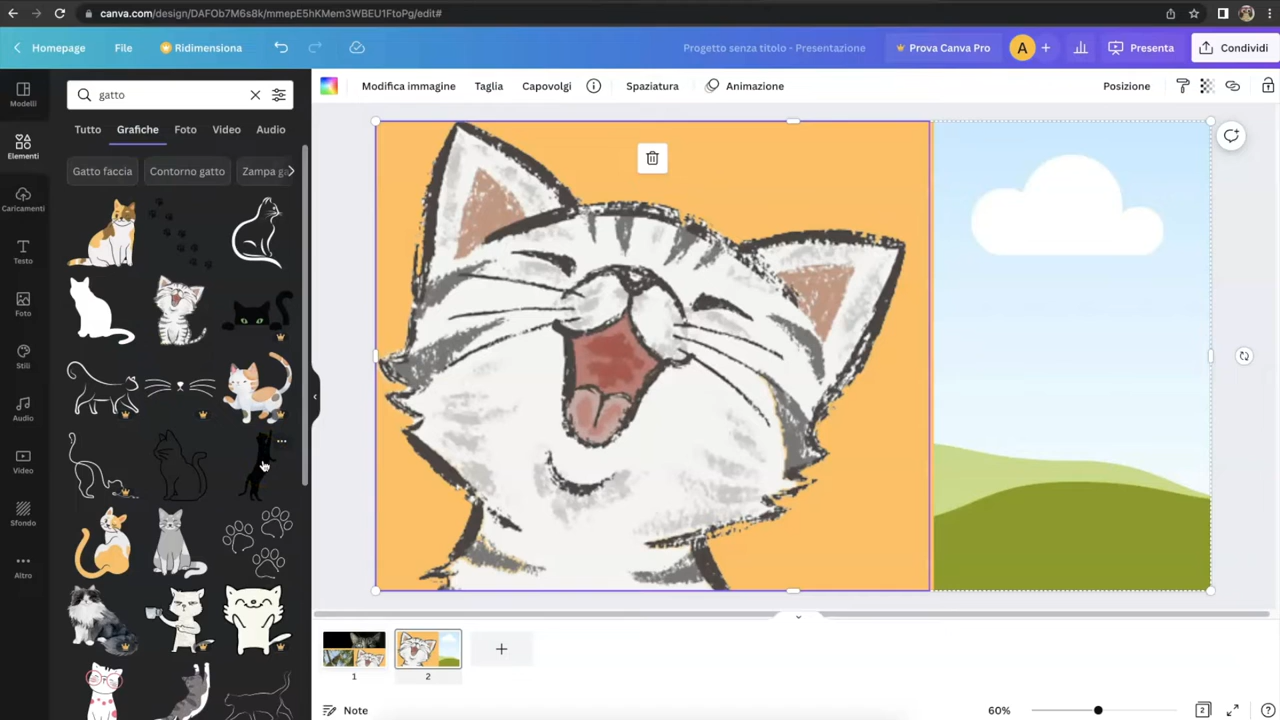 canva.com/design/DAFOb7M6s8k/mmepE5hKMem3WBEU1FtoPg/edit#
Homepage File Ridimensiona Progetto senza titolo - Presentazione Prova Canva Pro A Presenta Condividi
Modelli
gatto
Modifica immagine Taglia Capovolgi Spaziatura Animazione Posizione
Elementi
Tutto Grafiche Foto Video Audio
Gatto faccia Contorno gatto Zampa ga
Caricamenti
Testo
Foto
Stili
Audio
Video
Sfondo
Altro
1 2
Note 60% 2